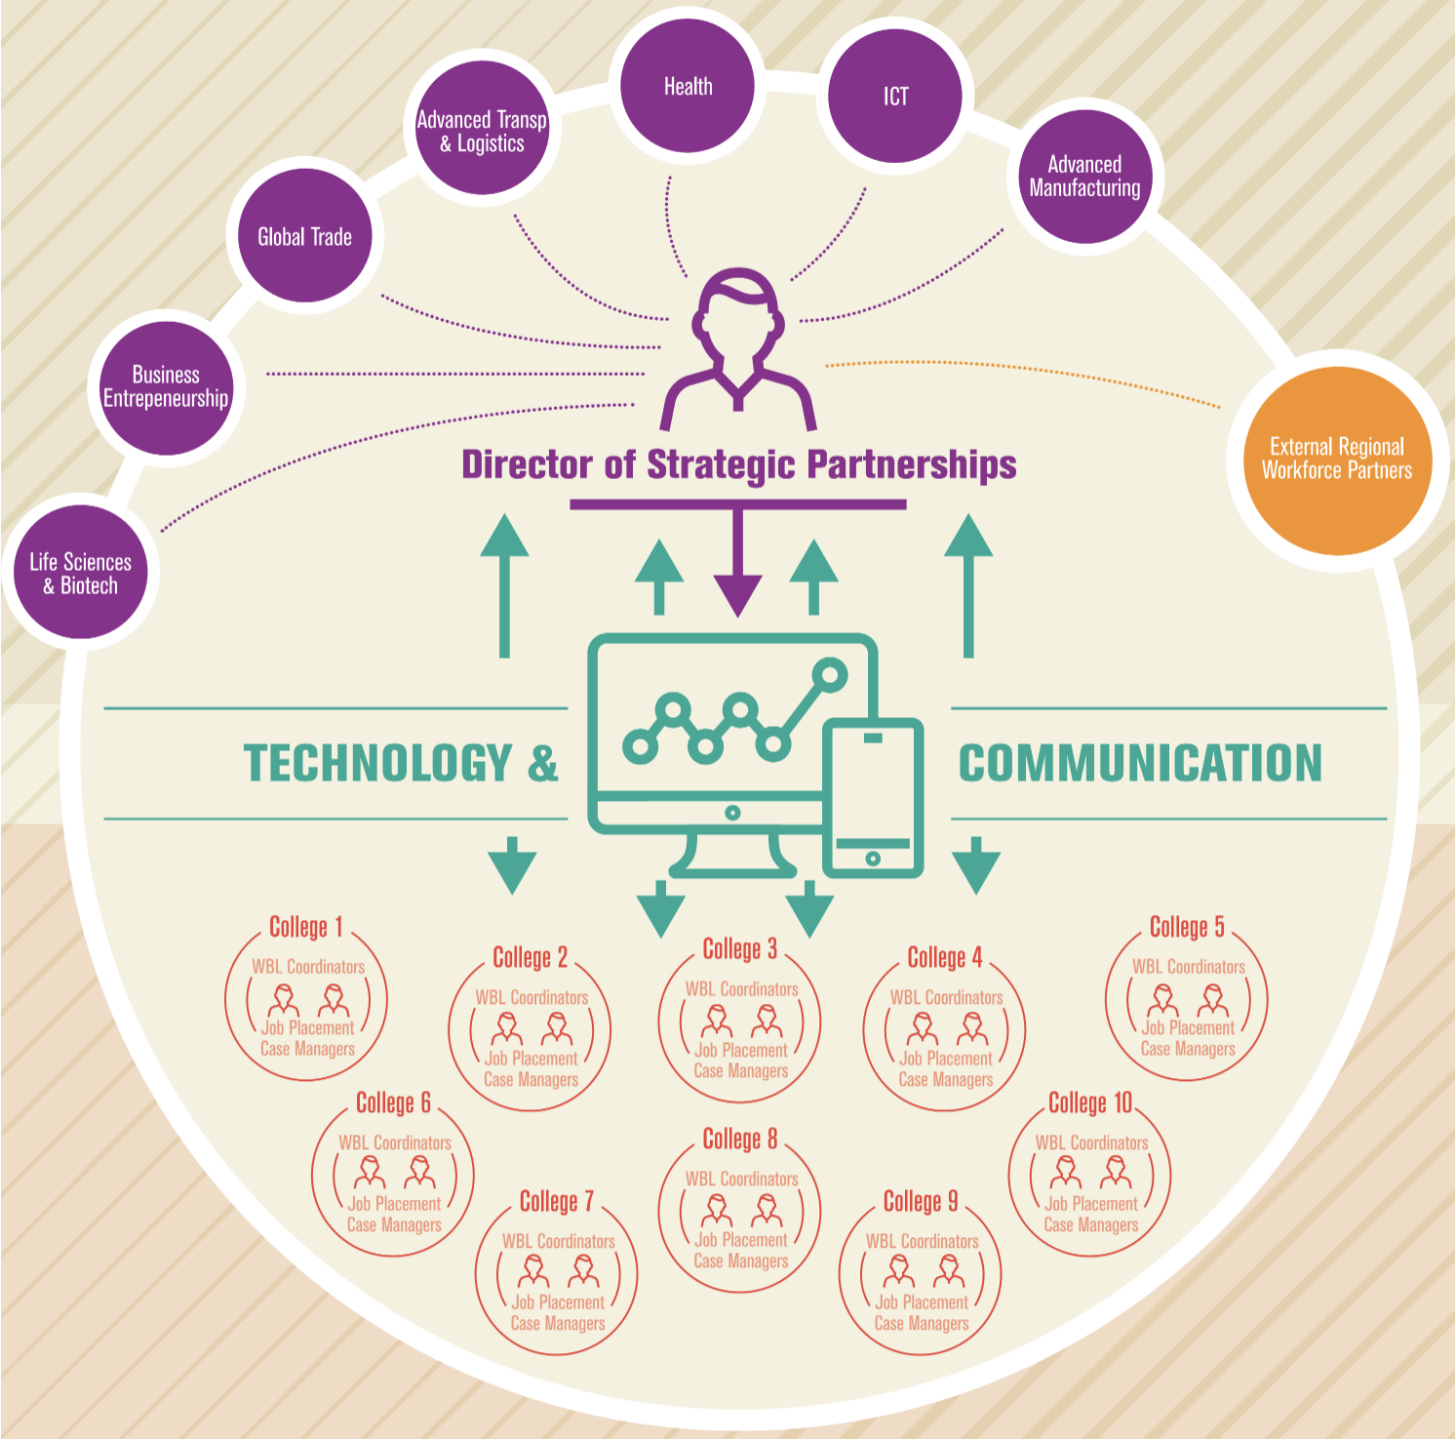 Health
ICT
Advanced Transp
& Logistics
Advanced
Manufacturing
Global Trade
Business
Entrepeneurship
External Regional
Workforce Partners
Life Sciences
& Biotech
Director of Strategic Partnerships
TECHNOLOGY &
COMMUNICATION
College 1
WBL Coordinators
Job Placement
Case Managers
College 2
WBL Coordinators
Job Placement
Case Managers
College 3
WBL Coordinators
Job Placement
Case Managers
College 4
WBL Coordinators
Job Placement
Case Managers
College 5
WBL Coordinators
Job Placement
Case Managers
College 6
WBL Coordinators
Job Placement
Case Managers
College 7
WBL Coordinators
Job Placement
Case Managers
College 8
WBL Coordinators
Job Placement
Case Managers
College 9
WBL Coordinators
Job Placement
Case Managers
College 10
WBL Coordinators
Job Placement
Case Managers